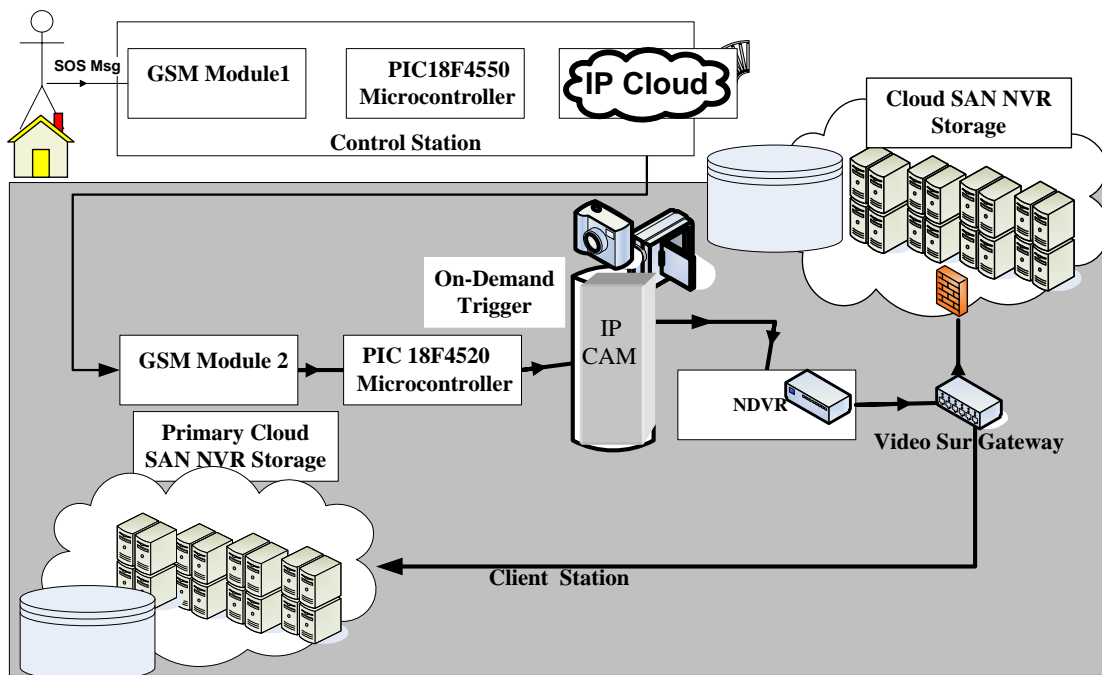 SOS Msg
GSM Module1
PIC18F4550
Microcontroller
IP Cloud
Control Station
Cloud SAN NVR
Storage
On-Demand
Trigger
IP
CAM
GSM Module 2
PIC 18F4520
Microcontroller
NDVR
Video Sur Gateway
Primary Cloud
SAN NVR Storage
Client Station